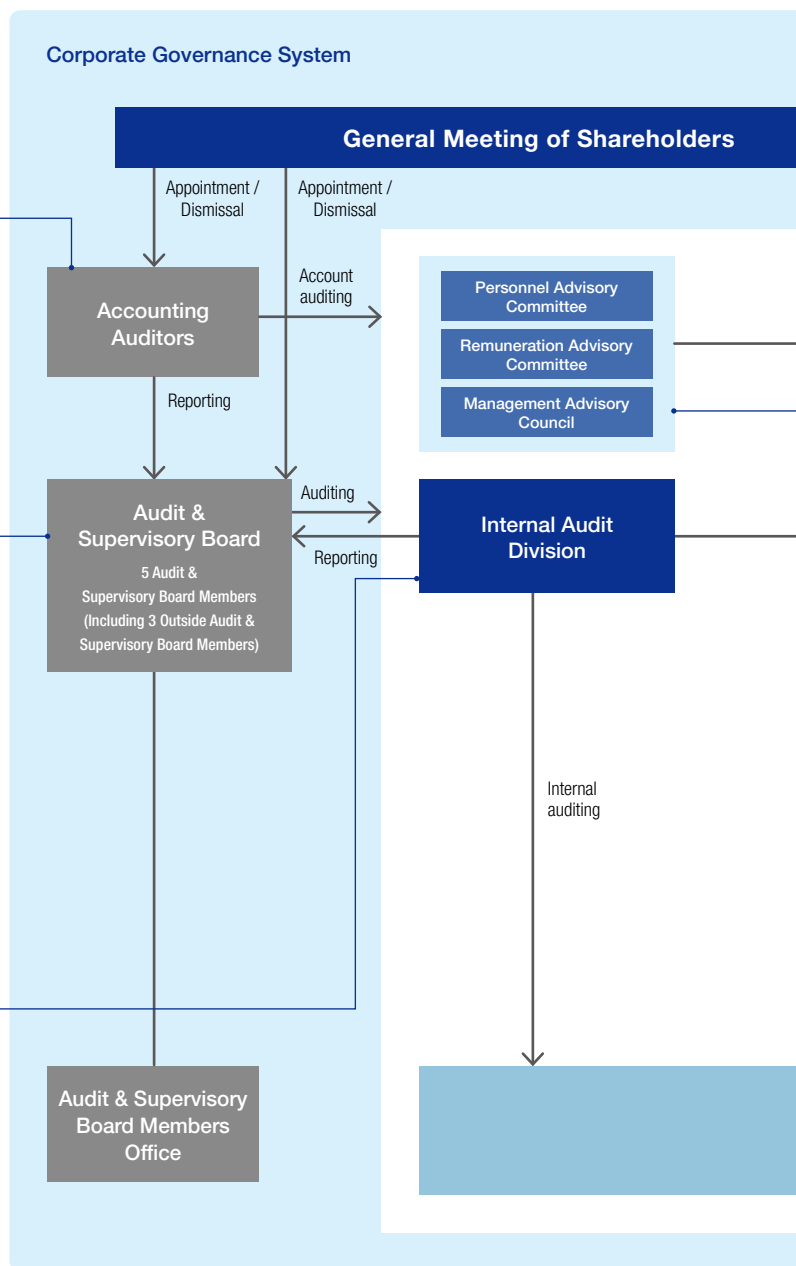 Corporate Governance System
General Meeting of Shareholders
Appointment /
Dismissal
Appointment /
Dismissal
Accounting
Auditors
Account
auditing
Personnel Advisory
Committee
Remuneration Advisory
Committee
Management Advisory
Council
Reporting
Audit &
Supervisory Board
5 Audit &
Supervisory Board Members
(Including 3 Outside Audit &
Supervisory Board Members)
Auditing
Reporting
Internal Audit
Division
Internal
auditing
Audit & Supervisory
Board Members
Office